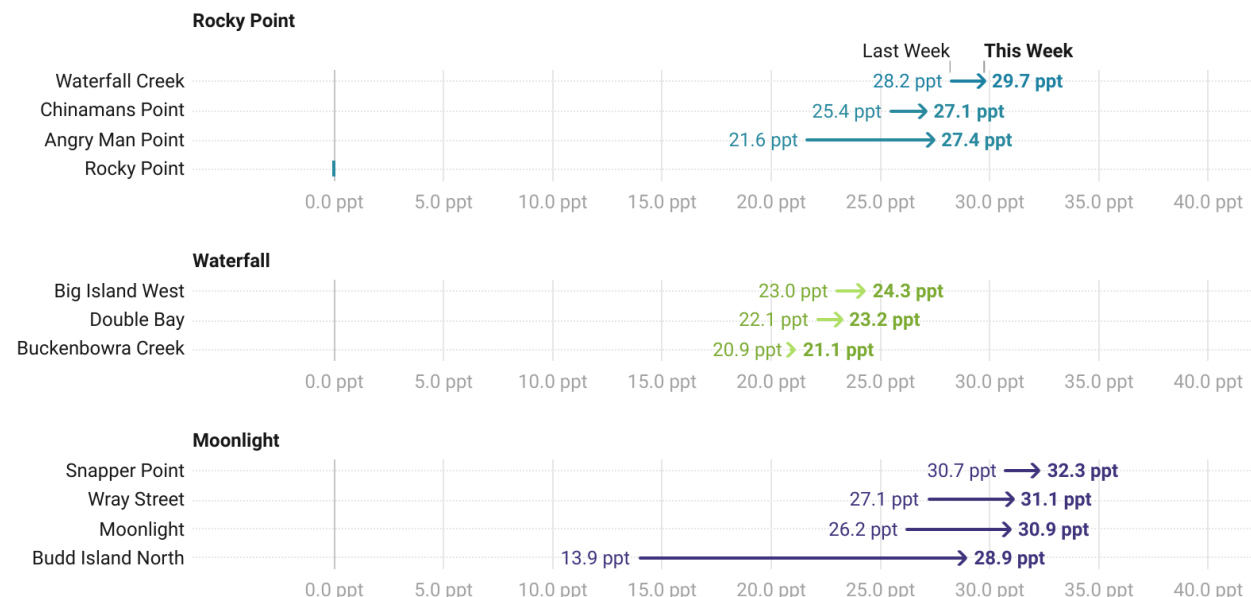 Rocky Point
Last Week This Week
Waterfall Creek 28.2 ppt 29.7 ppt
Chinamans Point 25.4 ppt 27.1 ppt
Angry Man Point 21.6 ppt 27.4 ppt
Rocky Point
0.0 ppt 5.0 ppt 10.0 ppt 15.0 ppt 20.0 ppt 25.0 ppt 30.0 ppt 35.0 ppt 40.0 ppt
Waterfall
Big Island West 23.0 ppt 24.3 ppt
Double Bay 22.1 ppt 23.2 ppt
Buckenbowra Creek 20.9 ppt 21.1 ppt
0.0 ppt 5.0 ppt 10.0 ppt 15.0 ppt 20.0 ppt 25.0 ppt 30.0 ppt 35.0 ppt 40.0 ppt
Moonlight
Snapper Point 30.7 ppt 32.3 ppt
Wray Street 27.1 ppt 31.1 ppt
Moonlight 26.2 ppt 30.9 ppt
Budd Island North 13.9 ppt 28.9 ppt
0.0 ppt 5.0 ppt 10.0 ppt 15.0 ppt 20.0 ppt 25.0 ppt 30.0 ppt 35.0 ppt 40.0 ppt